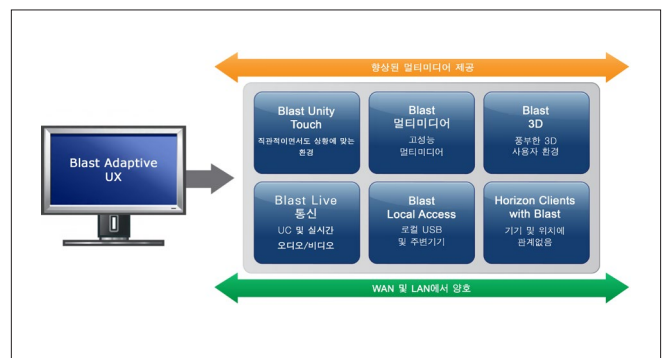 향상된 멀티미디어 제공
Blast Adaptive
UX
Blast Unity
Touch
직관적이면서도 상황에 맞는
환경
Blast
멀티미디어
고성능
멀티미디어
Blast
3D
풍부한 3D
사용자 환경
Blast Live
통신
UC 및 실시간
오디오/비디오
Blast
Local Access
로컬 USB
및 주변기기
Horizon Clients
with Blast
기기 및 위치에
관계없음
WAN 및 LAN에서 양호